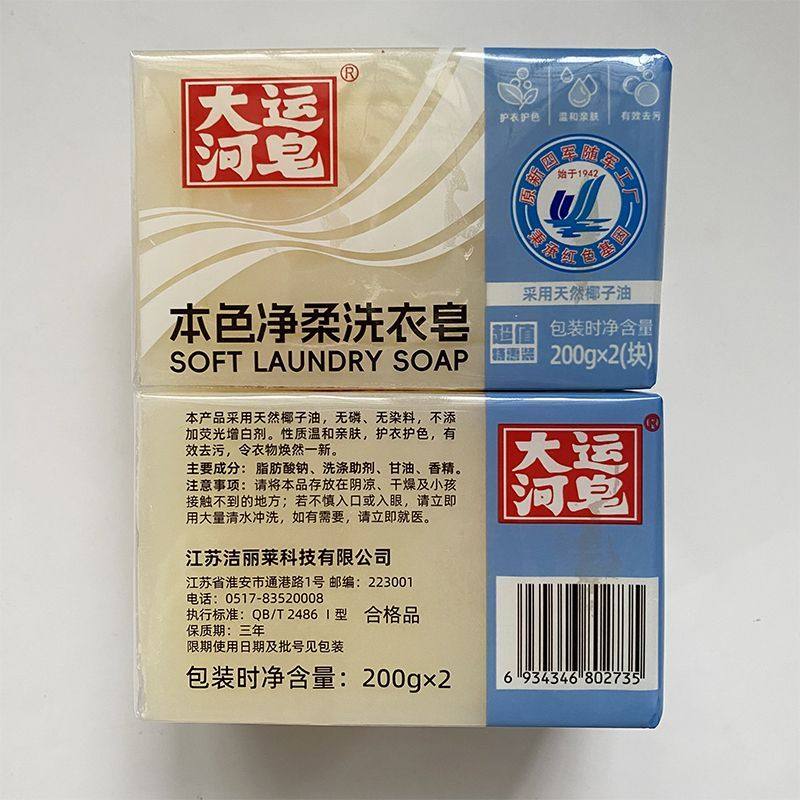 大运
河皂
®
护衣护色
温和亲肤
有效去污
原新四军随军工厂
始于1942
秉承红色基因
采用天然椰子油
本色净柔洗衣皂
SOFT LAUNDRY SOAP
超值
特惠装
包装时净含量
200g×2(块)
本产品采用天然椰子油，无磷、无染料，不添
加荧光增白剂。性质温和亲肤，护衣护色，有
效去污，令衣物焕然一新。
主要成分：脂肪酸钠、洗涤助剂、甘油、香精。
注意事项：请将本品存放在阴凉、干燥及小孩
接触不到的地方；若不慎入口或入眼，请立即
用大量清水冲洗，如有需要，请立即就医。
江苏洁丽莱科技有限公司
江苏省淮安市通港路1号 邮编：223001
电话：0517-83520008
执行标准：QB/T 2486 Ⅰ型 合格品
保质期：三年
限期使用日期及批号见包装
包装时净含量：200g×2
大运
河皂
®
6 934346 802735